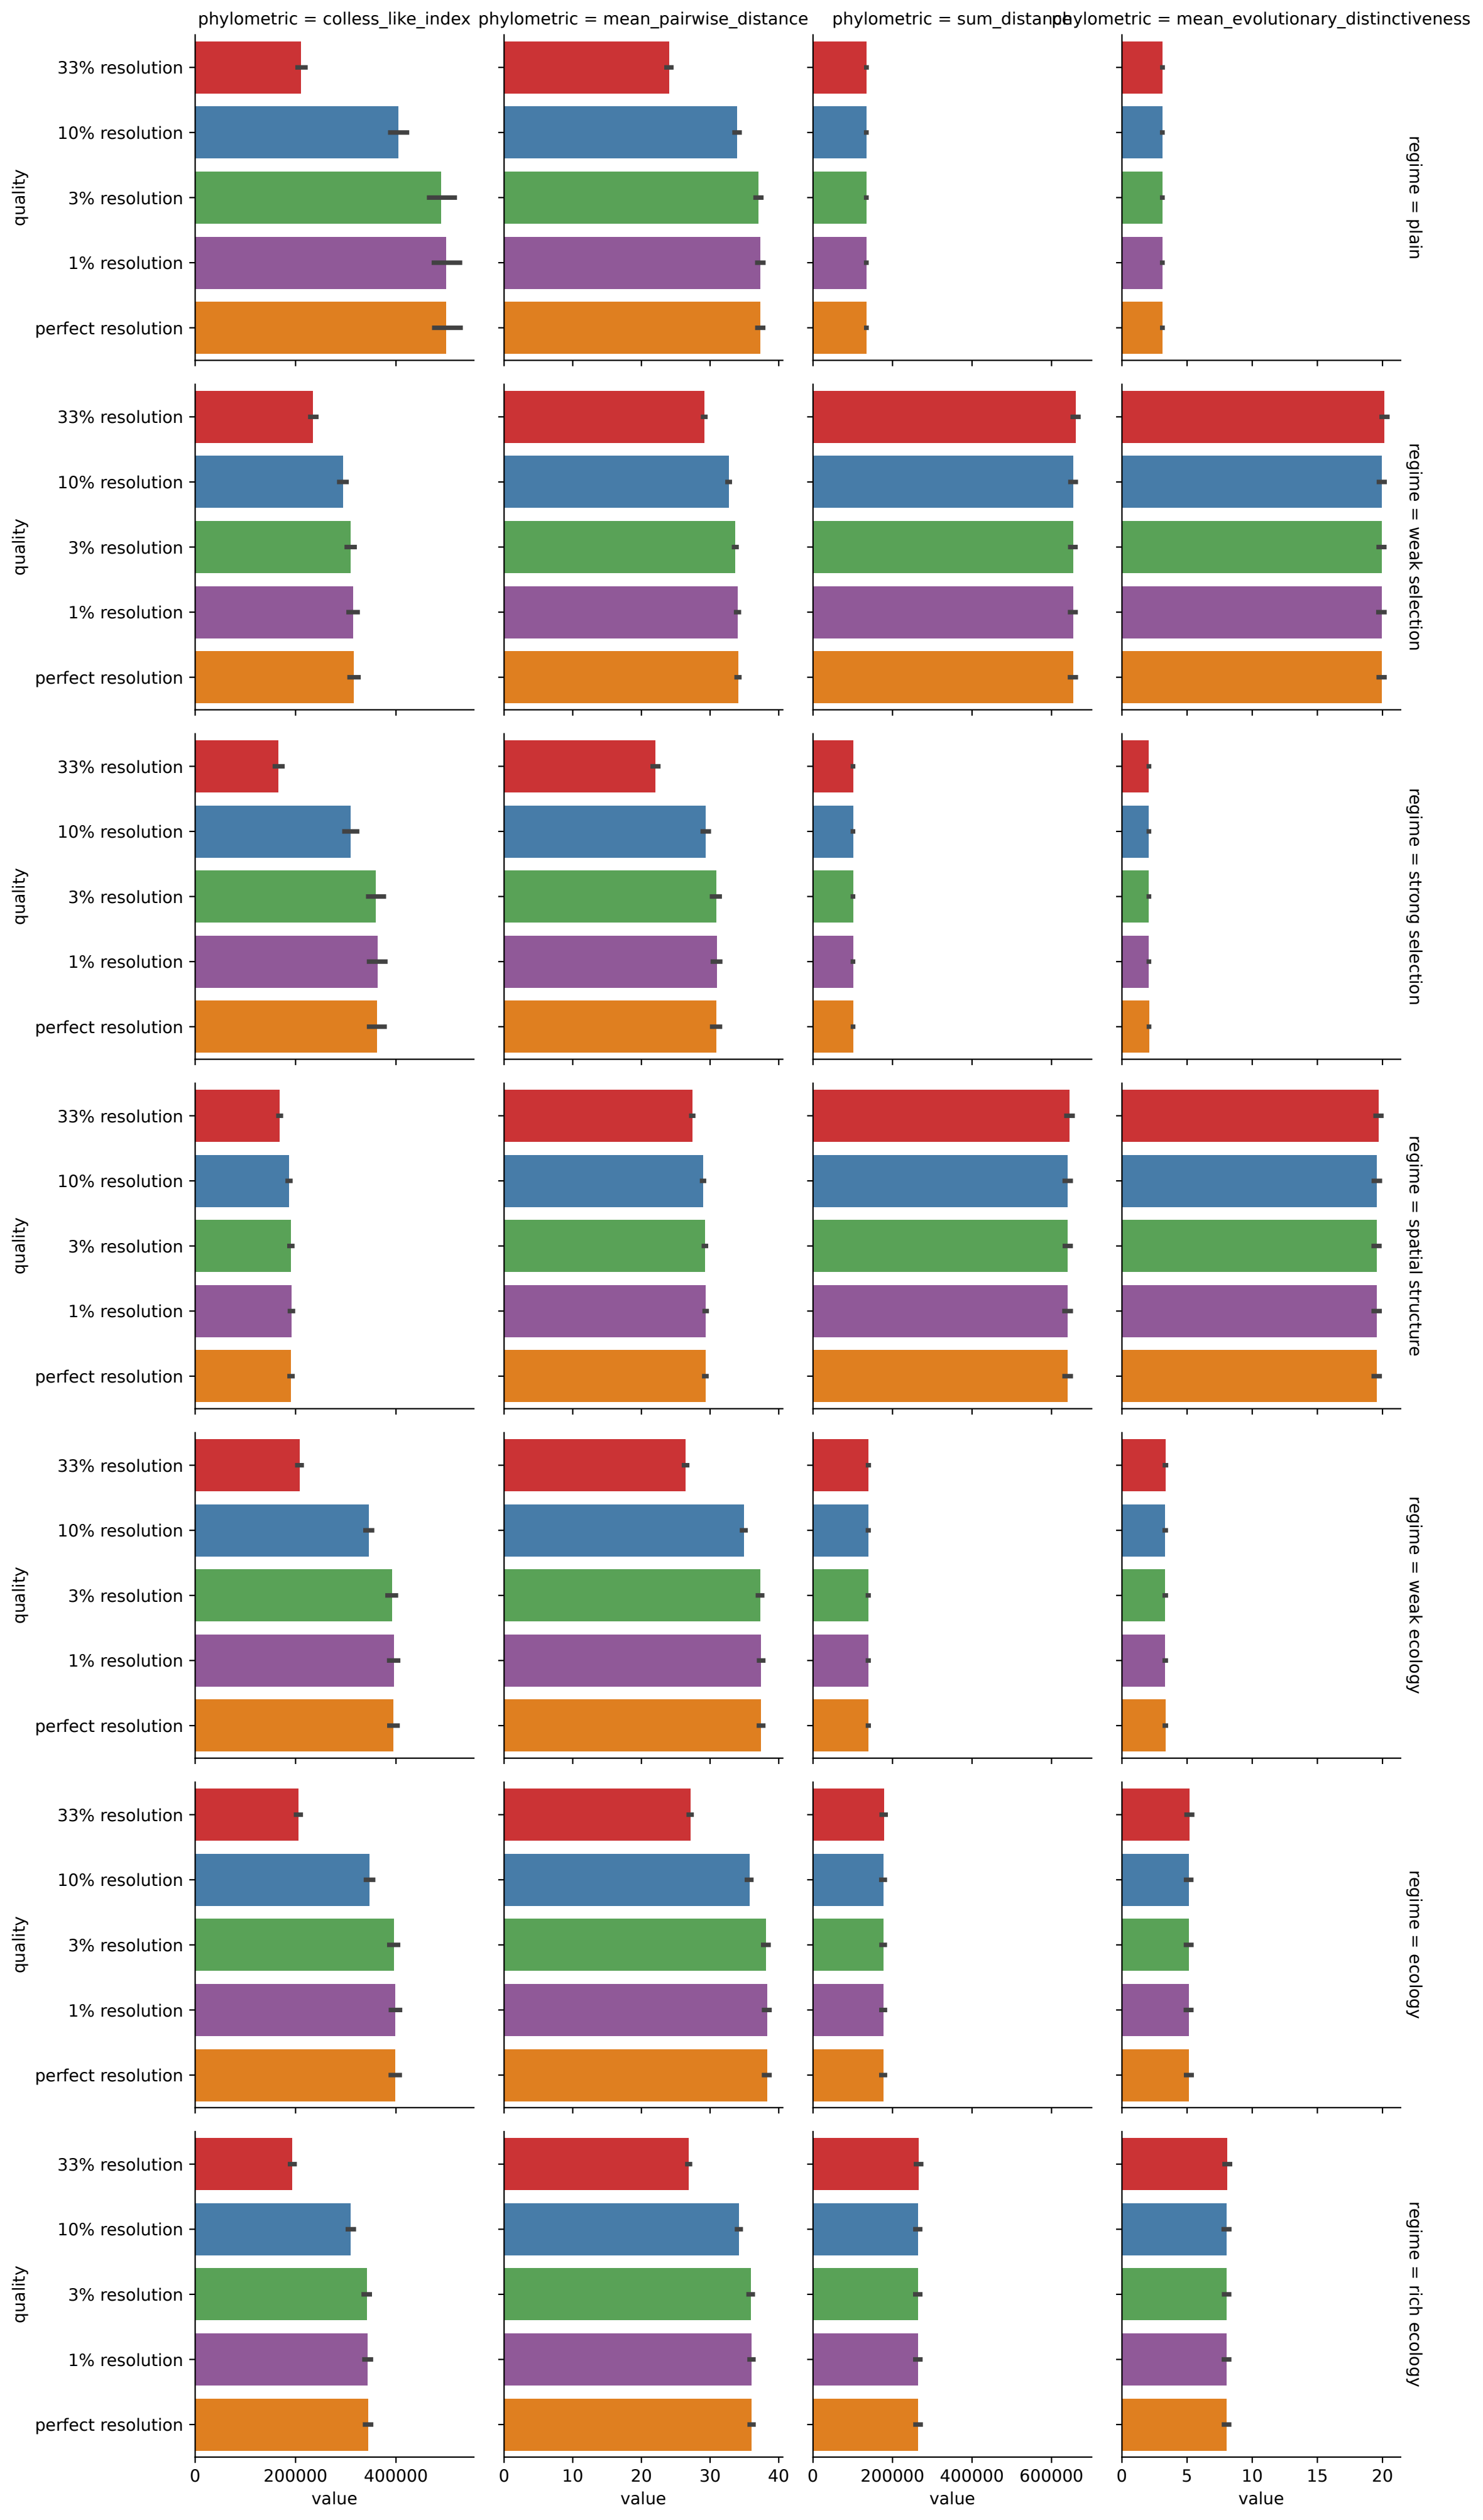 phylometric = colless_like_index phylometric = mean_pairwise_distance phylometric = sum_distance phylometric = mean_evolutionary_distinctiveness
33% resolution
10% resolution
3% resolution
1% resolution
perfect resolution
quality
regime = plain
33% resolution
10% resolution
3% resolution
1% resolution
perfect resolution
quality
regime = weak selection
33% resolution
10% resolution
3% resolution
1% resolution
perfect resolution
quality
regime = strong selection
33% resolution
10% resolution
3% resolution
1% resolution
perfect resolution
quality
regime = spatial structure
33% resolution
10% resolution
3% resolution
1% resolution
perfect resolution
quality
regime = weak ecology
33% resolution
10% resolution
3% resolution
1% resolution
perfect resolution
quality
regime = ecology
33% resolution
10% resolution
3% resolution
1% resolution
perfect resolution
quality
regime = rich ecology
0 200000 400000 0 10 20 30 40 0 200000 400000 600000 0 5 10 15 20
value value value value